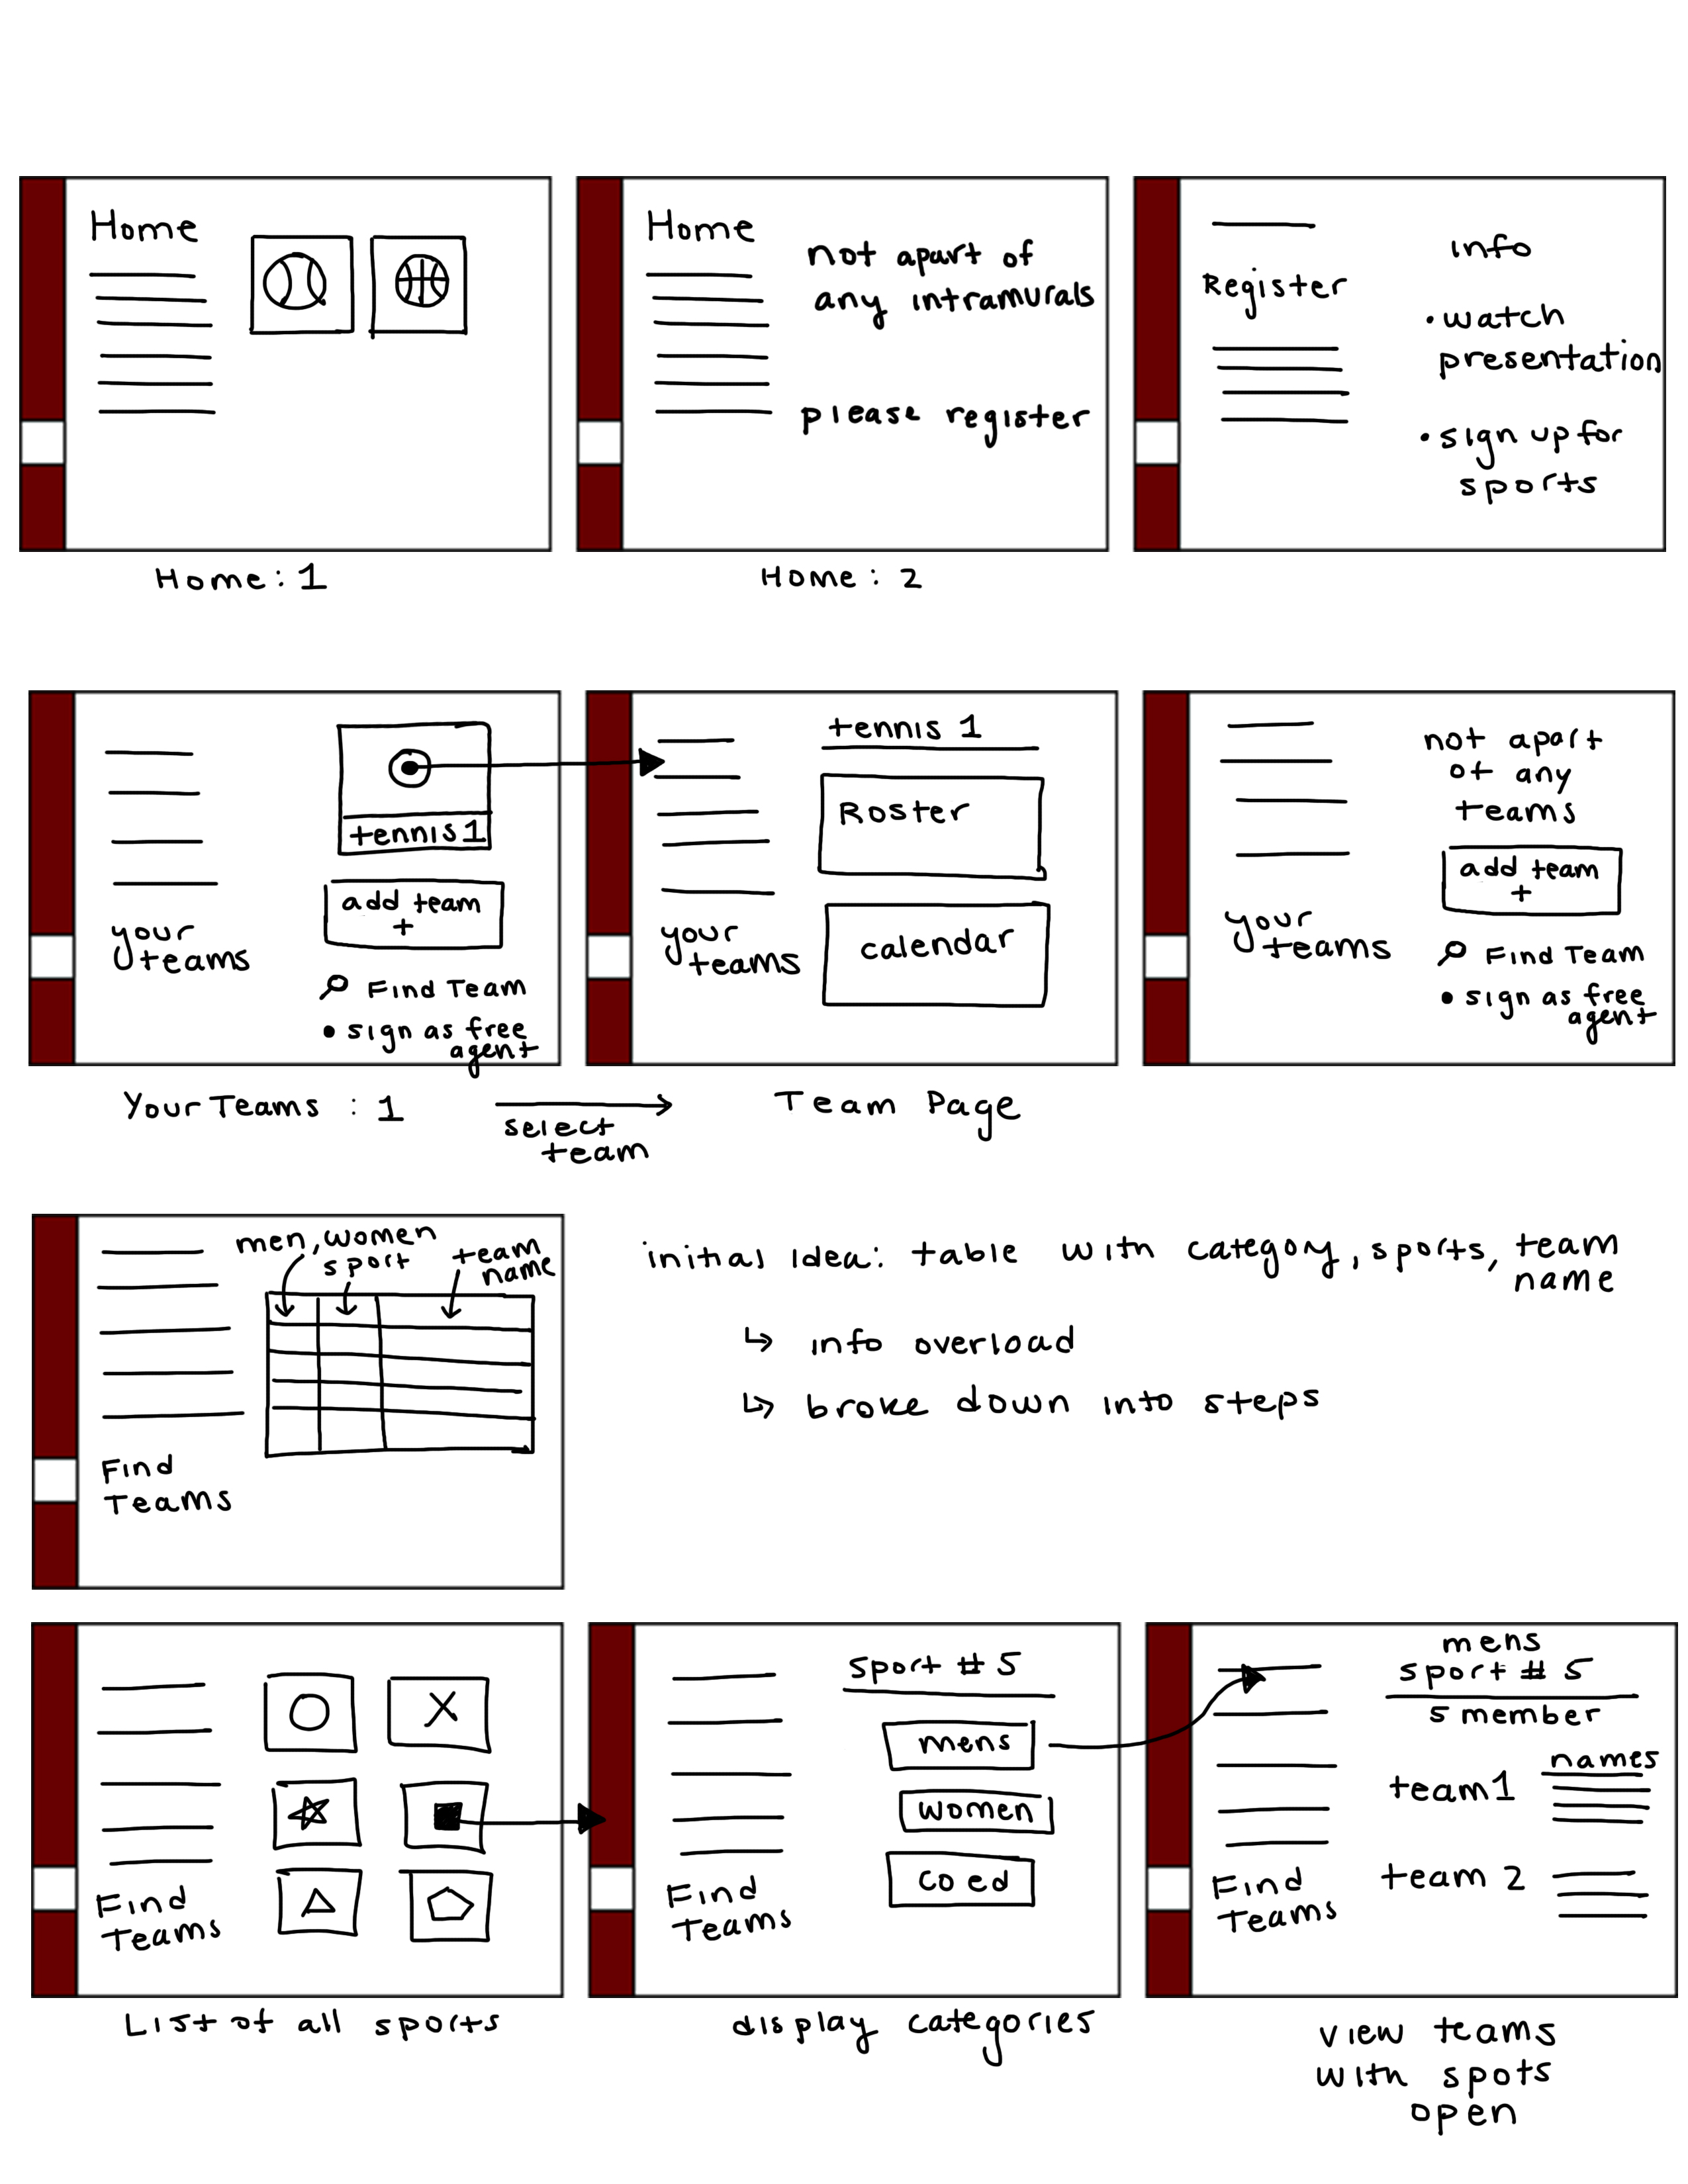 Home
Home : 1
Home
not apart of
any intramurals
please register
Home : 2
Register
info
• watch
presentation
• sign up for
sports
tennis 1
add team
+
Find Team
• sign as free
agent
your
teams
Your Teams : 1
select
team
tennis 1
Roster
calendar
your
teams
Team Page
not apart
of any
teams
add team
+
Find Team
• sign as free
agent
your
teams
men, women
sport
team
name
Find
Teams
initial idea: table with category, sports, team
name
↳ info overload
↳ broke down into steps
Find
Teams
List of all sports
sport # 5
mens
women
co ed
Find
Teams
display categories
mens
sport # 5
5 member
names
team 1
team 2
Find
Teams
view teams
with spots
open